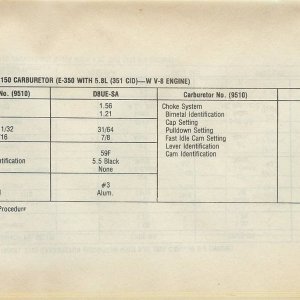 150 CARBURETOR (E-350 WITH 5.8L (351 CID)—W V-8 ENGINE)
No. (9510) D8UE-SA Carburetor No. (9510) D
1.56 Choke System
1.21 Bimetal Identification
Cap Setting
1/32 31/64 Pulldown Setting
16 7/8 Fast Idle Cam Setting
Lever Identification
59F Cam Identification
entification 5.5 Black
None
#3
Alum.
Procedure